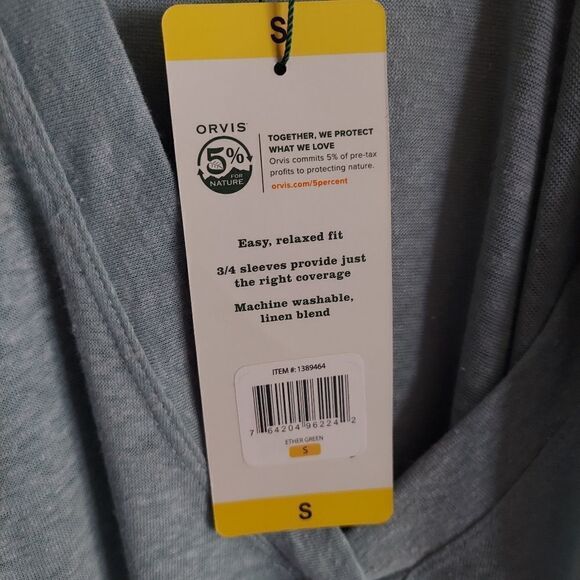 S
ORVIS
5%
FOR
NATURE
TOGETHER, WE PROTECT
WHAT WE LOVE
Orvis commits 5% of pre-tax
profits to protecting nature.
orvis.com/5percent
Easy, relaxed fit
3/4 sleeves provide just
the right coverage
Machine washable,
linen blend
ITEM #: 1389464
7 64204 96224 2
ETHER GREEN
S
S